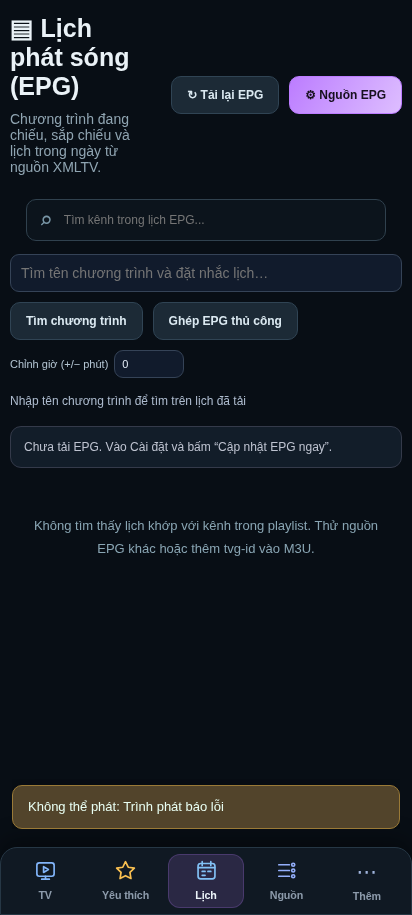 Lịch
phát sóng
(EPG)
Chương trình đang
chiếu, sắp chiếu và
lịch trong ngày từ
nguồn XMLTV.
↻ Tải lại EPG
⚙ Nguồn EPG
Tìm kênh trong lịch EPG...
Tìm tên chương trình và đặt nhắc lịch…
Tìm chương trình
Ghép EPG thủ công
Chỉnh giờ (+/− phút)
0
Nhập tên chương trình để tìm trên lịch đã tải
Chưa tải EPG. Vào Cài đặt và bấm “Cập nhật EPG ngay”.
Không tìm thấy lịch khớp với kênh trong playlist. Thử nguồn
EPG khác hoặc thêm tvg-id vào M3U.
Không thể phát: Trình phát báo lỗi
TV
Yêu thích
Lịch
Nguồn
Thêm